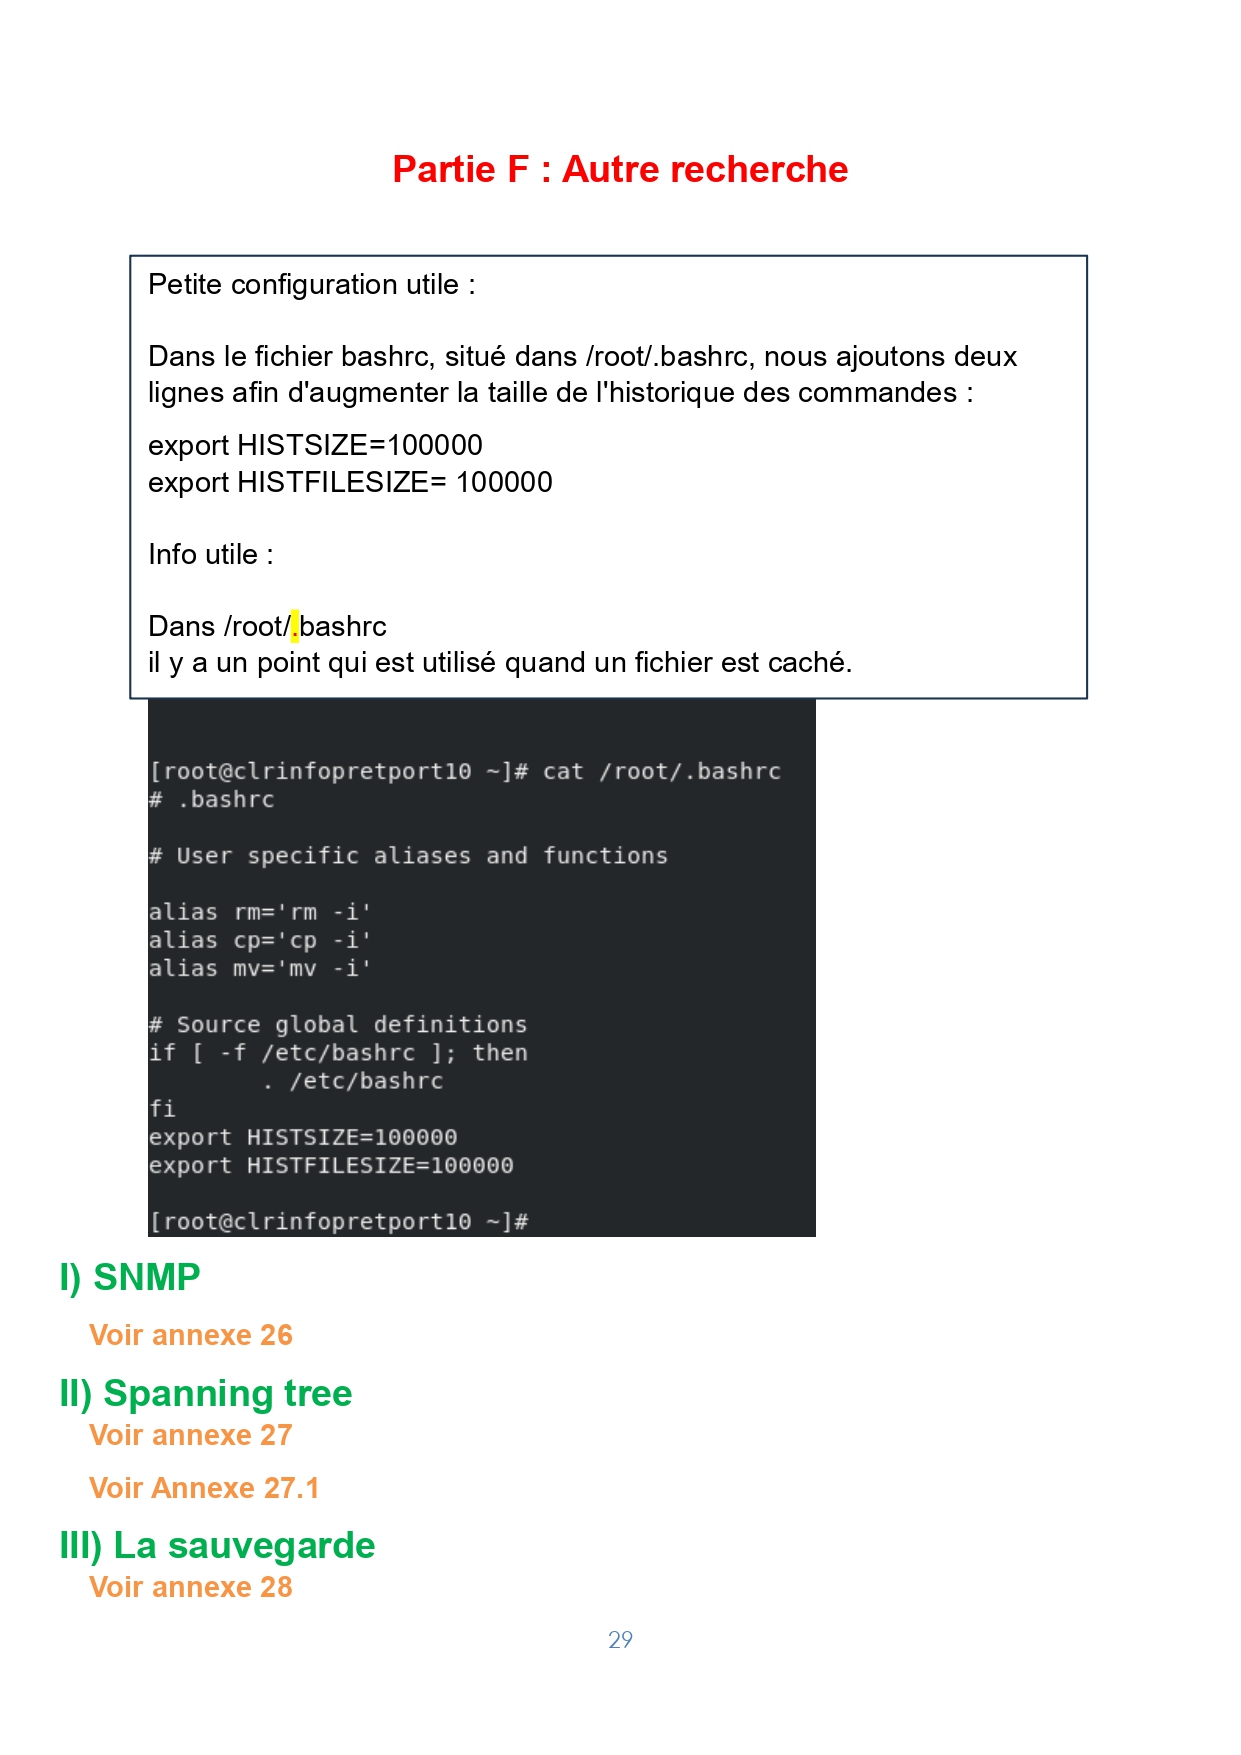 Partie F : Autre recherche
Petite configuration utile :
Dans le fichier bashrc, situé dans /root/.bashrc, nous ajoutons deux
lignes afin d'augmenter la taille de l'historique des commandes :
export HISTSIZE=100000
export HISTFILESIZE= 100000
Info utile :
Dans /root/.bashrc
il y a un point qui est utilisé quand un fichier est caché.
[root@clrinfopretport10 ~]# cat /root/.bashrc
# .bashrc
# User specific aliases and functions
alias rm='rm -i'
alias cp='cp -i'
alias mv='mv -i'
# Source global definitions
if [ -f /etc/bashrc ]; then
        . /etc/bashrc
fi
export HISTSIZE=100000
export HISTFILESIZE=100000
[root@clrinfopretport10 ~]#
I) SNMP
Voir annexe 26
II) Spanning tree
Voir annexe 27
Voir Annexe 27.1
III) La sauvegarde
Voir annexe 28
29